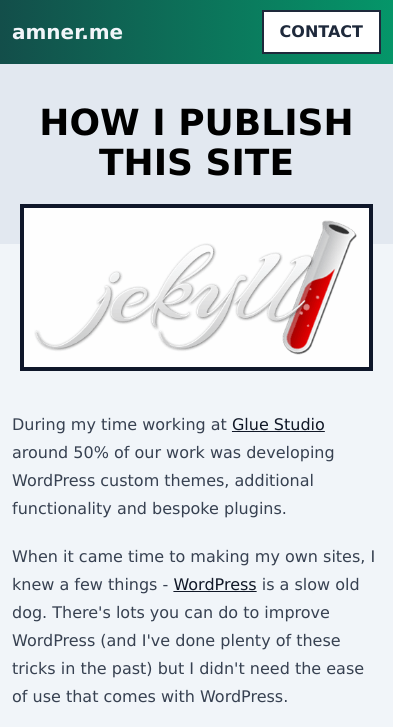 amner.me
CONTACT
HOW I PUBLISH
THIS SITE
jekyll
During my time working at Glue Studio
around 50% of our work was developing
WordPress custom themes, additional
functionality and bespoke plugins.
When it came time to making my own sites, I
knew a few things - WordPress is a slow old
dog. There's lots you can do to improve
WordPress (and I've done plenty of these
tricks in the past) but I didn't need the ease
of use that comes with WordPress.